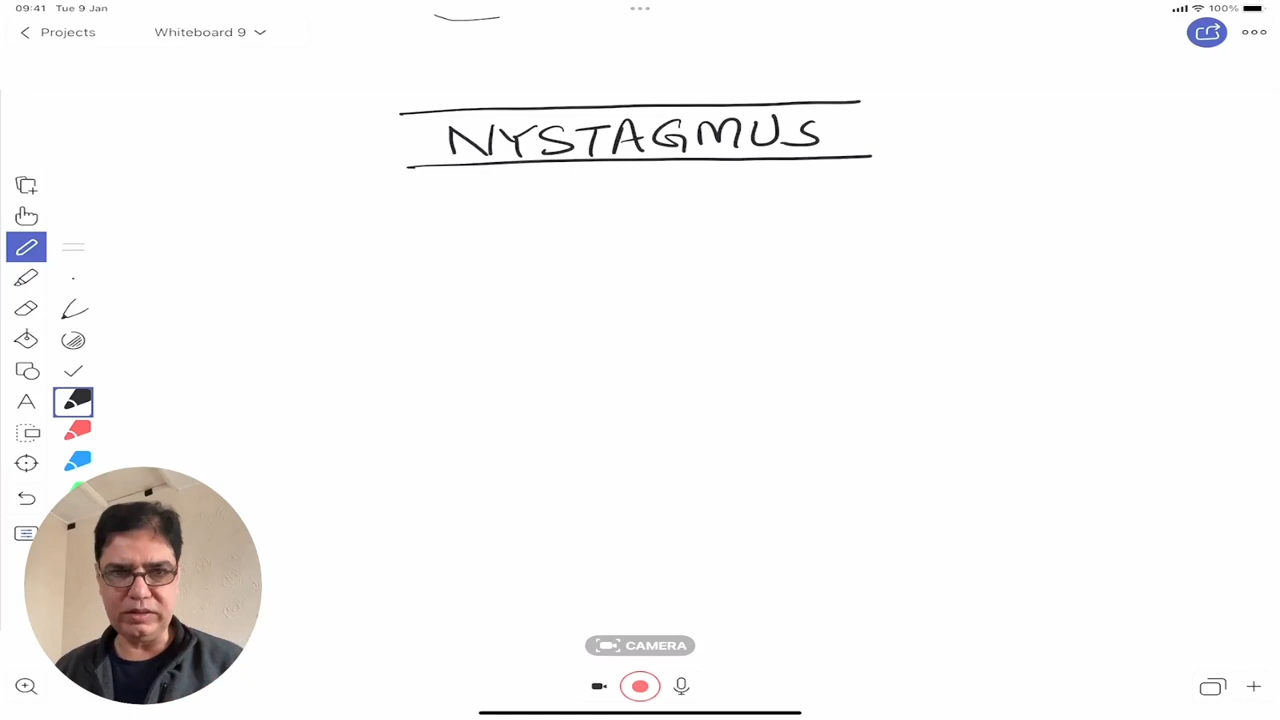 09:41 Tue 9 Jan
100%
Projects
Whiteboard 9
NYSTAGMUS
A
CAMERA